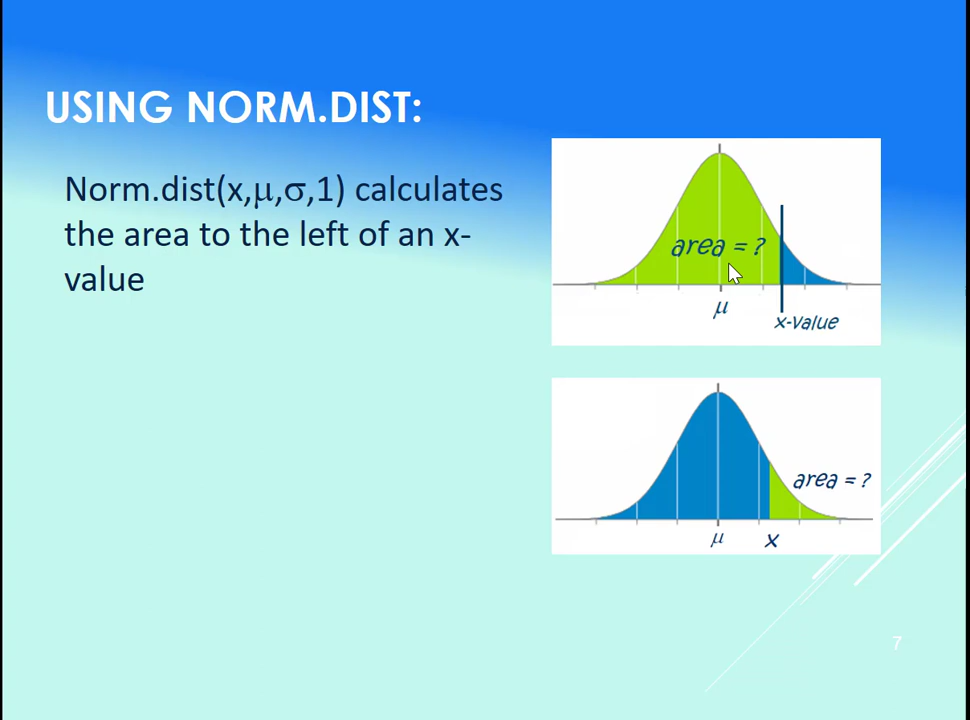 USING NORM.DIST:
Norm.dist(x,μ,σ,1) calculates
the area to the left of an x-
value
area = ?
μ
x-value
area = ?
μ
x
7